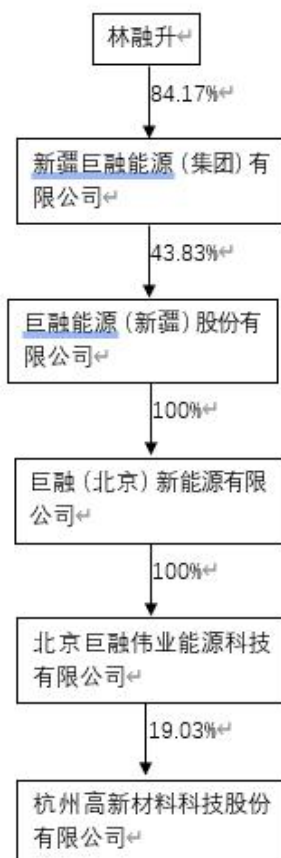 林融升
84.17%
新疆巨融能源(集团)有
限公司
43.83%
巨融能源(新疆)股份有
限公司
100%
巨融(北京)新能源有限
公司
100%
北京巨融伟业能源科技
有限公司
19.03%
杭州高新材料科技股份
有限公司